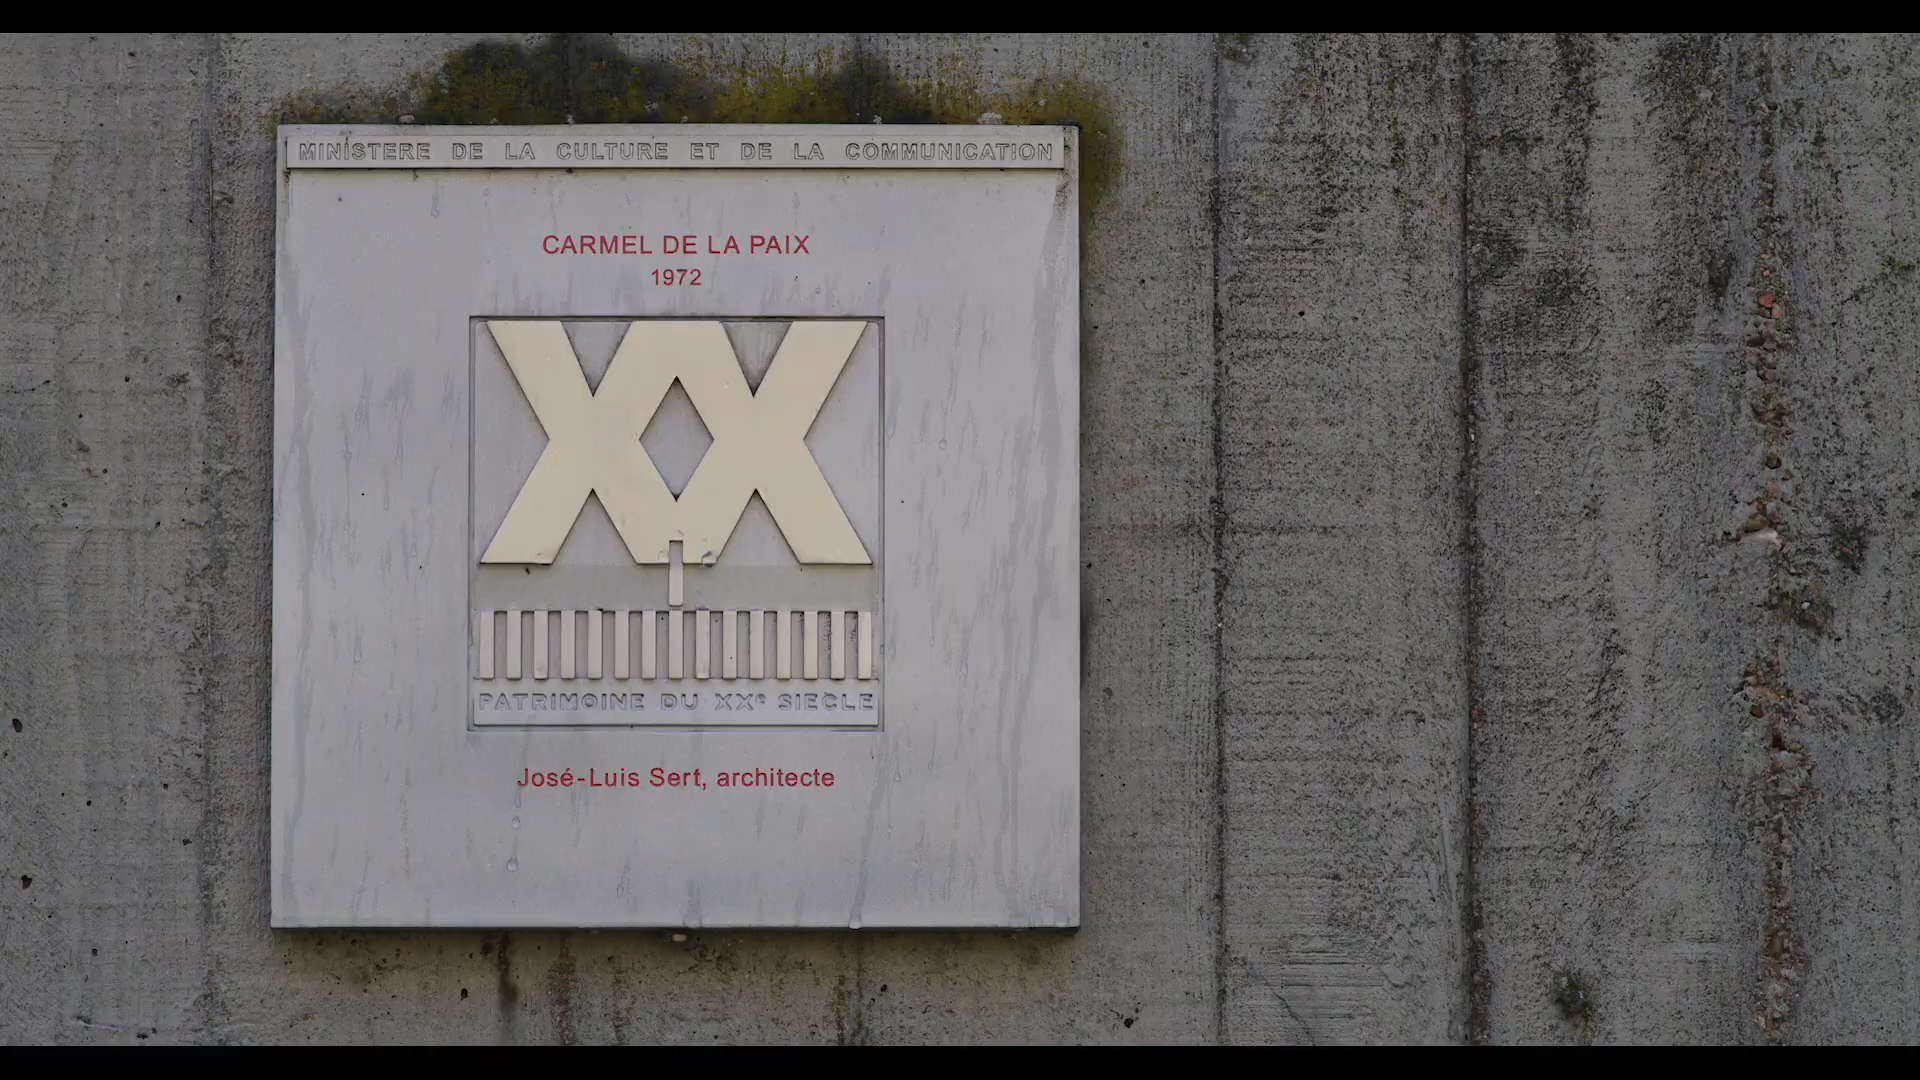 MINISTERE DE LA CULTURE ET DE LA COMMUNICATION
CARMEL DE LA PAIX
1972
XX
PATRIMOINE DU XXe SIECLE
José-Luis Sert, architecte